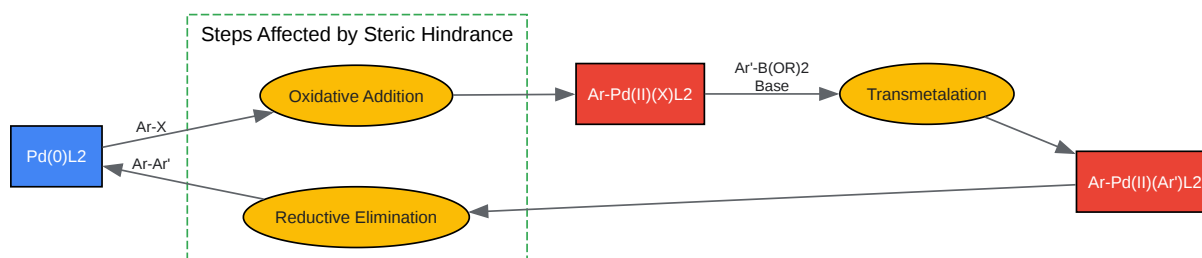 Steps Affected by Steric Hindrance
Oxidative Addition
Ar-Pd(II)(X)L2
Ar'-B(OR)2
Base
Transmetalation
Ar-X
Pd(0)L2
Ar-Ar'
Ar-Pd(II)(Ar')L2
Reductive Elimination